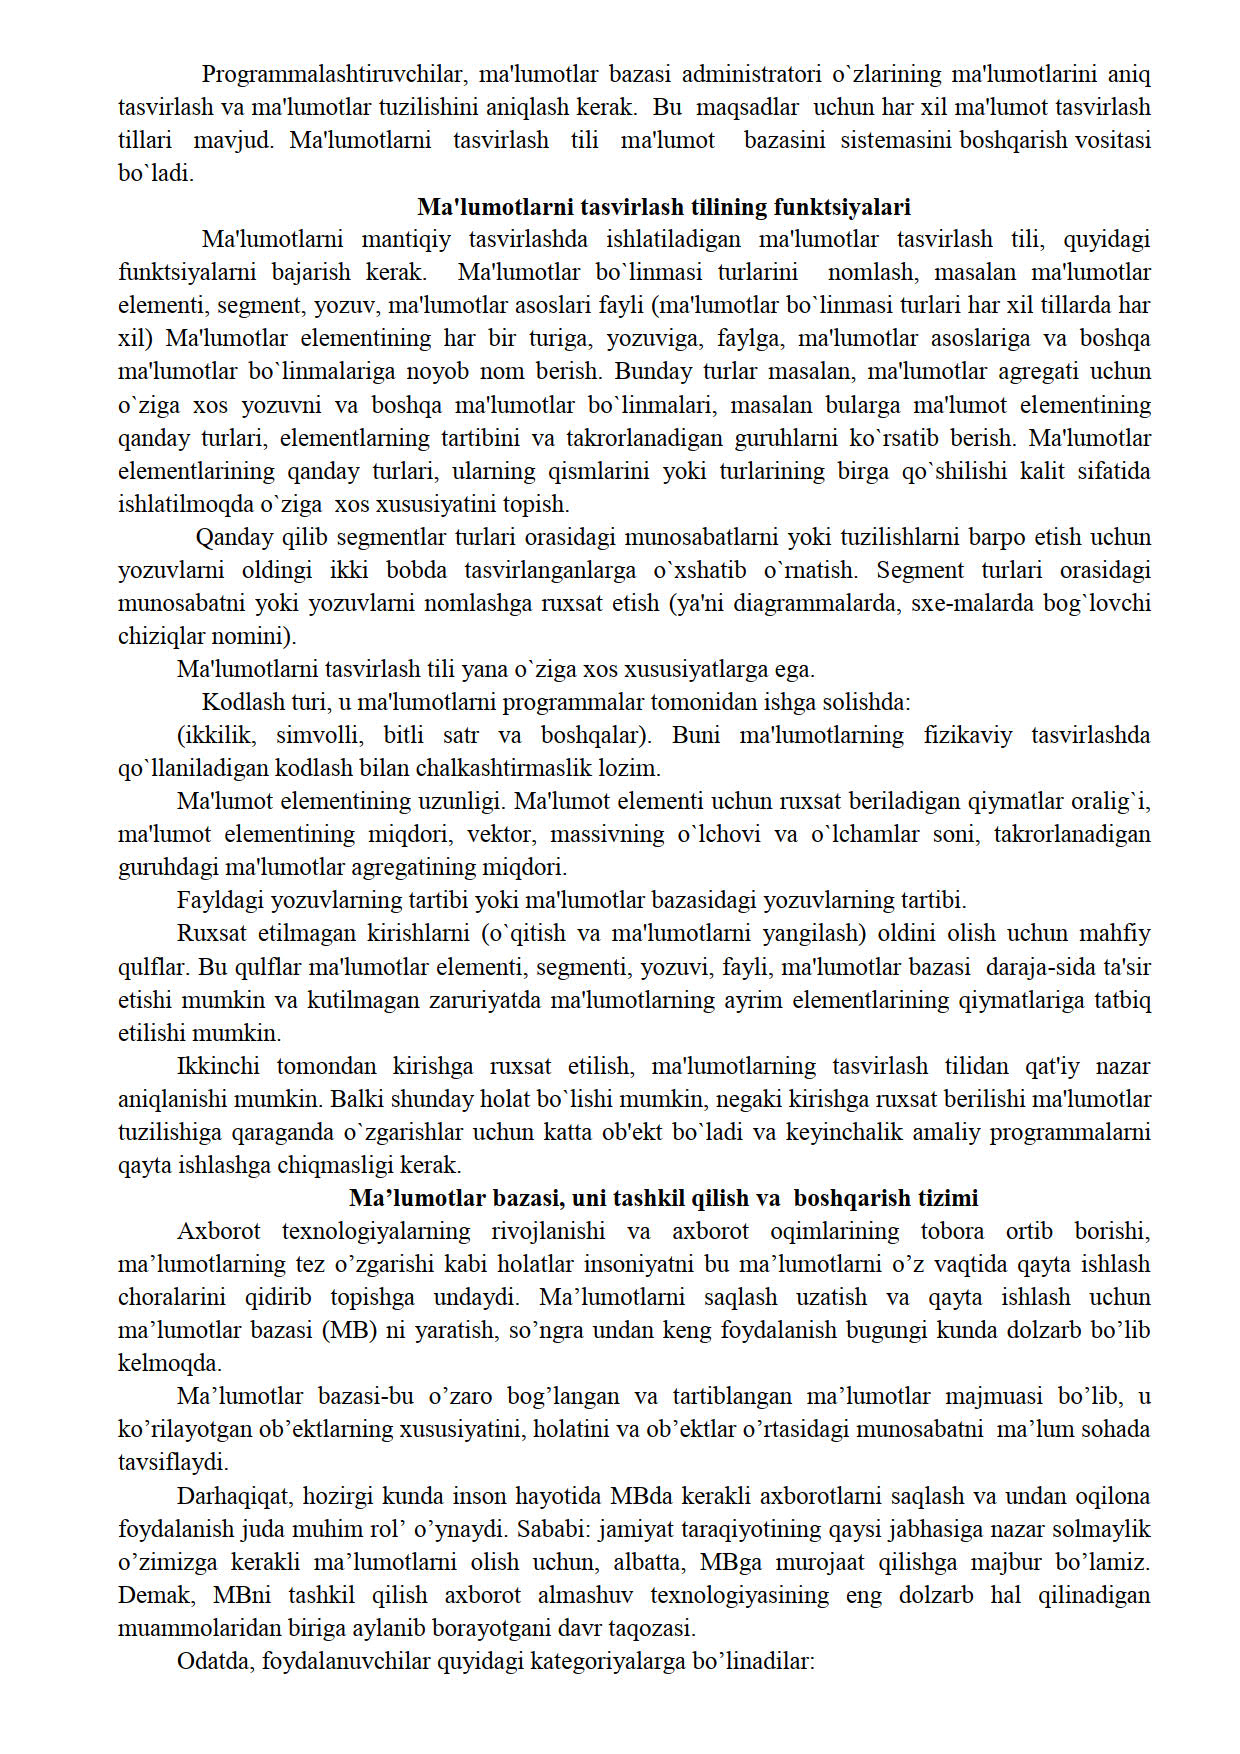 Programmalashtiruvchilar, ma'lumotlar bazasi administratori o`zlarining ma'lumotlarini aniq
tasvirlash va ma'lumotlar tuzilishini aniqlash kerak. Bu maqsadlar uchun har xil ma'lumot tasvirlash
tillari mavjud. Ma'lumotlarni tasvirlash tili ma'lumot bazasini sistemasini boshqarish vositasi
bo`ladi.
Ma'lumotlarni tasvirlash tilining funktsiyalari
Ma'lumotlarni mantiqiy tasvirlashda ishlatiladigan ma'lumotlar tasvirlash tili, quyidagi
funktsiyalarni bajarish kerak. Ma'lumotlar bo`linmasi turlarini nomlash, masalan ma'lumotlar
elementi, segment, yozuv, ma'lumotlar asoslari fayli (ma'lumotlar bo`linmasi turlari har xil tillarda har
xil) Ma'lumotlar elementining har bir turiga, yozuviga, faylga, ma'lumotlar asoslariga va boshqa
ma'lumotlar bo`linmalariga noyob nom berish. Bunday turlar masalan, ma'lumotlar agregati uchun
o`ziga xos yozuvni va boshqa ma'lumotlar bo`linmalari, masalan bularga ma'lumot elementining
qanday turlari, elementlarning tartibini va takrorlanadigan guruhlarni ko`rsatib berish. Ma'lumotlar
elementlarining qanday turlari, ularning qismlarini yoki turlarining birga qo`shilishi kalit sifatida
ishlatilmoqda o`ziga xos xususiyatini topish.
Qanday qilib segmentlar turlari orasidagi munosabatlarni yoki tuzilishlarni barpo etish uchun
yozuvlarni oldingi ikki bobda tasvirlanganlarga o`xshatib o`rnatish. Segment turlari orasidagi
munosabatni yoki yozuvlarni nomlashga ruxsat etish (ya'ni diagrammalarda, sxe-malarda bog`lovchi
chiziqlar nomini).
Ma'lumotlarni tasvirlash tili yana o`ziga xos xususiyatlarga ega.
Kodlash turi, u ma'lumotlarni programmalar tomonidan ishga solishda:
(ikkilik, simvolli, bitli satr va boshqalar). Buni ma'lumotlarning fizikaviy tasvirlashda
qo`llaniladigan kodlash bilan chalkashtirmaslik lozim.
Ma'lumot elementining uzunligi. Ma'lumot elementi uchun ruxsat beriladigan qiymatlar oralig`i,
ma'lumot elementining miqdori, vektor, massivning o`lchovi va o`lchamlar soni, takrorlanadigan
guruhdagi ma'lumotlar agregatining miqdori.
Fayldagi yozuvlarning tartibi yoki ma'lumotlar bazasidagi yozuvlarning tartibi.
Ruxsat etilmagan kirishlarni (o`qitish va ma'lumotlarni yangilash) oldini olish uchun mahfiy
qulflar. Bu qulflar ma'lumotlar elementi, segmenti, yozuvi, fayli, ma'lumotlar bazasi daraja-sida ta'sir
etishi mumkin va kutilmagan zaruriyatda ma'lumotlarning ayrim elementlarining qiymatlariga tatbiq
etilishi mumkin.
Ikkinchi tomondan kirishga ruxsat etilish, ma'lumotlarning tasvirlash tilidan qat'iy nazar
aniqlanishi mumkin. Balki shunday holat bo`lishi mumkin, negaki kirishga ruxsat berilishi ma'lumotlar
tuzilishiga qaraganda o`zgarishlar uchun katta ob'ekt bo`ladi va keyinchalik amaliy programmalarni
qayta ishlashga chiqmasligi kerak.
Ma’lumotlar bazasi, uni tashkil qilish va boshqarish tizimi
Axborot texnologiyalarning rivojlanishi va axborot oqimlarining tobora ortib borishi,
ma’lumotlarning tez o’zgarishi kabi holatlar insoniyatni bu ma’lumotlarni o’z vaqtida qayta ishlash
choralarini qidirib topishga undaydi. Ma’lumotlarni saqlash uzatish va qayta ishlash uchun
ma’lumotlar bazasi (MB) ni yaratish, so’ngra undan keng foydalanish bugungi kunda dolzarb bo’lib
kelmoqda.
Ma’lumotlar bazasi-bu o’zaro bog’langan va tartiblangan ma’lumotlar majmuasi bo’lib, u
ko’rilayotgan ob’ektlarning xususiyatini, holatini va ob’ektlar o’rtasidagi munosabatni ma’lum sohada
tavsiflaydi.
Darhaqiqat, hozirgi kunda inson hayotida MBda kerakli axborotlarni saqlash va undan oqilona
foydalanish juda muhim rol’ o’ynaydi. Sababi: jamiyat taraqiyotining qaysi jabhasiga nazar solmaylik
o’zimizga kerakli ma’lumotlarni olish uchun, albatta, MBga murojaat qilishga majbur bo’lamiz.
Demak, MBni tashkil qilish axborot almashuv texnologiyasining eng dolzarb hal qilinadigan
muammolaridan biriga aylanib borayotgani davr taqozasi.
Odatda, foydalanuvchilar quyidagi kategoriyalarga bo’linadilar: